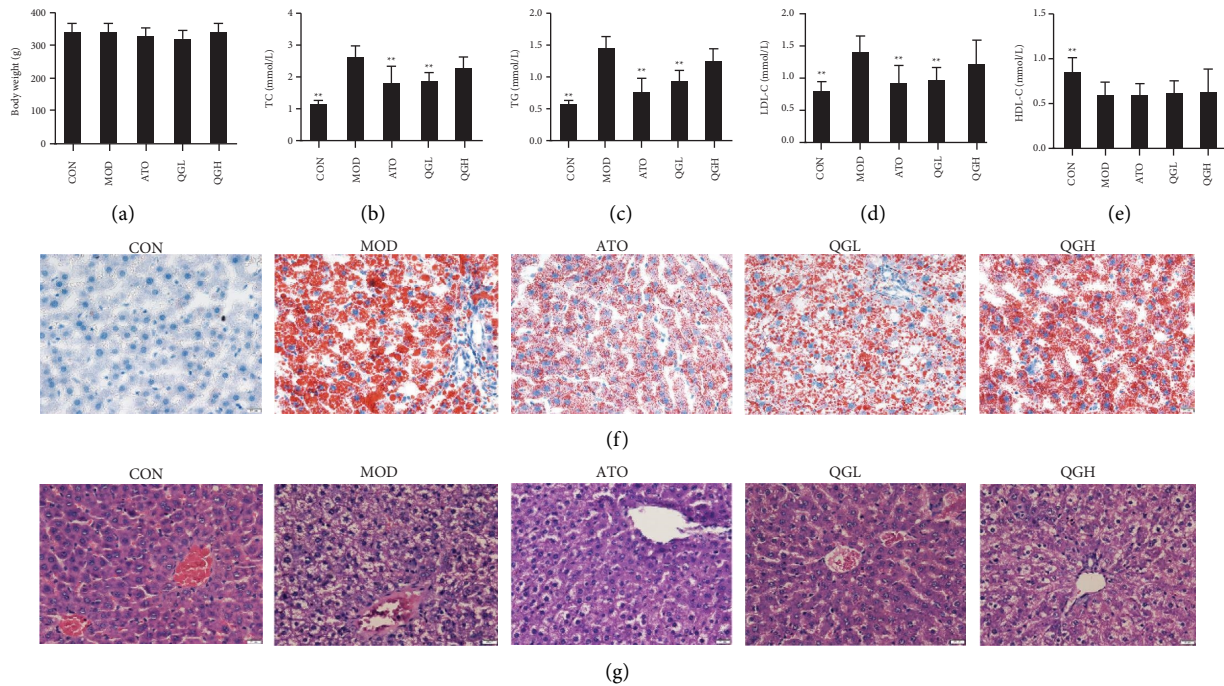 Body weight (g)
400
300
200
100
0
CON
MOD
ATO
QGL
QGH
(a)
TC (mmol/L)
4
3
2
1
0
**
**
**
CON
MOD
ATO
QGL
QGH
(b)
TG (mmol/L)
2.0
1.5
1.0
0.5
0.0
**
**
**
CON
MOD
ATO
QGL
QGH
(c)
LDL-C (mmol/L)
2.0
1.5
1.0
0.5
0.0
**
**
**
CON
MOD
ATO
QGL
QGH
(d)
HDL-C (mmol/L)
1.5
1.0
0.5
0.0
**
CON
MOD
ATO
QGL
QGH
(e)
CON
MOD
ATO
QGL
QGH
(f)
CON
MOD
ATO
QGL
QGH
(g)